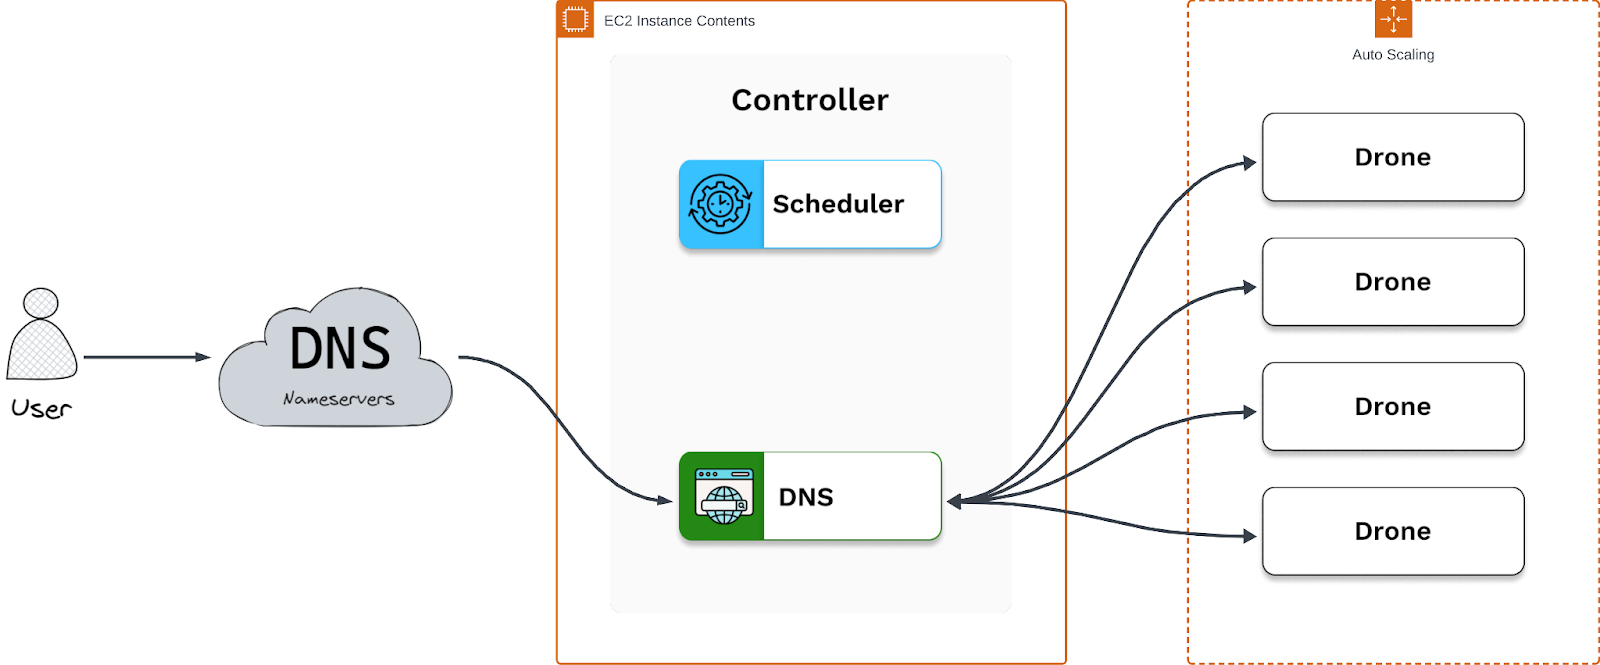 EC2 Instance Contents
Auto Scaling
Controller
Scheduler
DNS
Nameservers
User
DNS
Drone
Drone
Drone
Drone